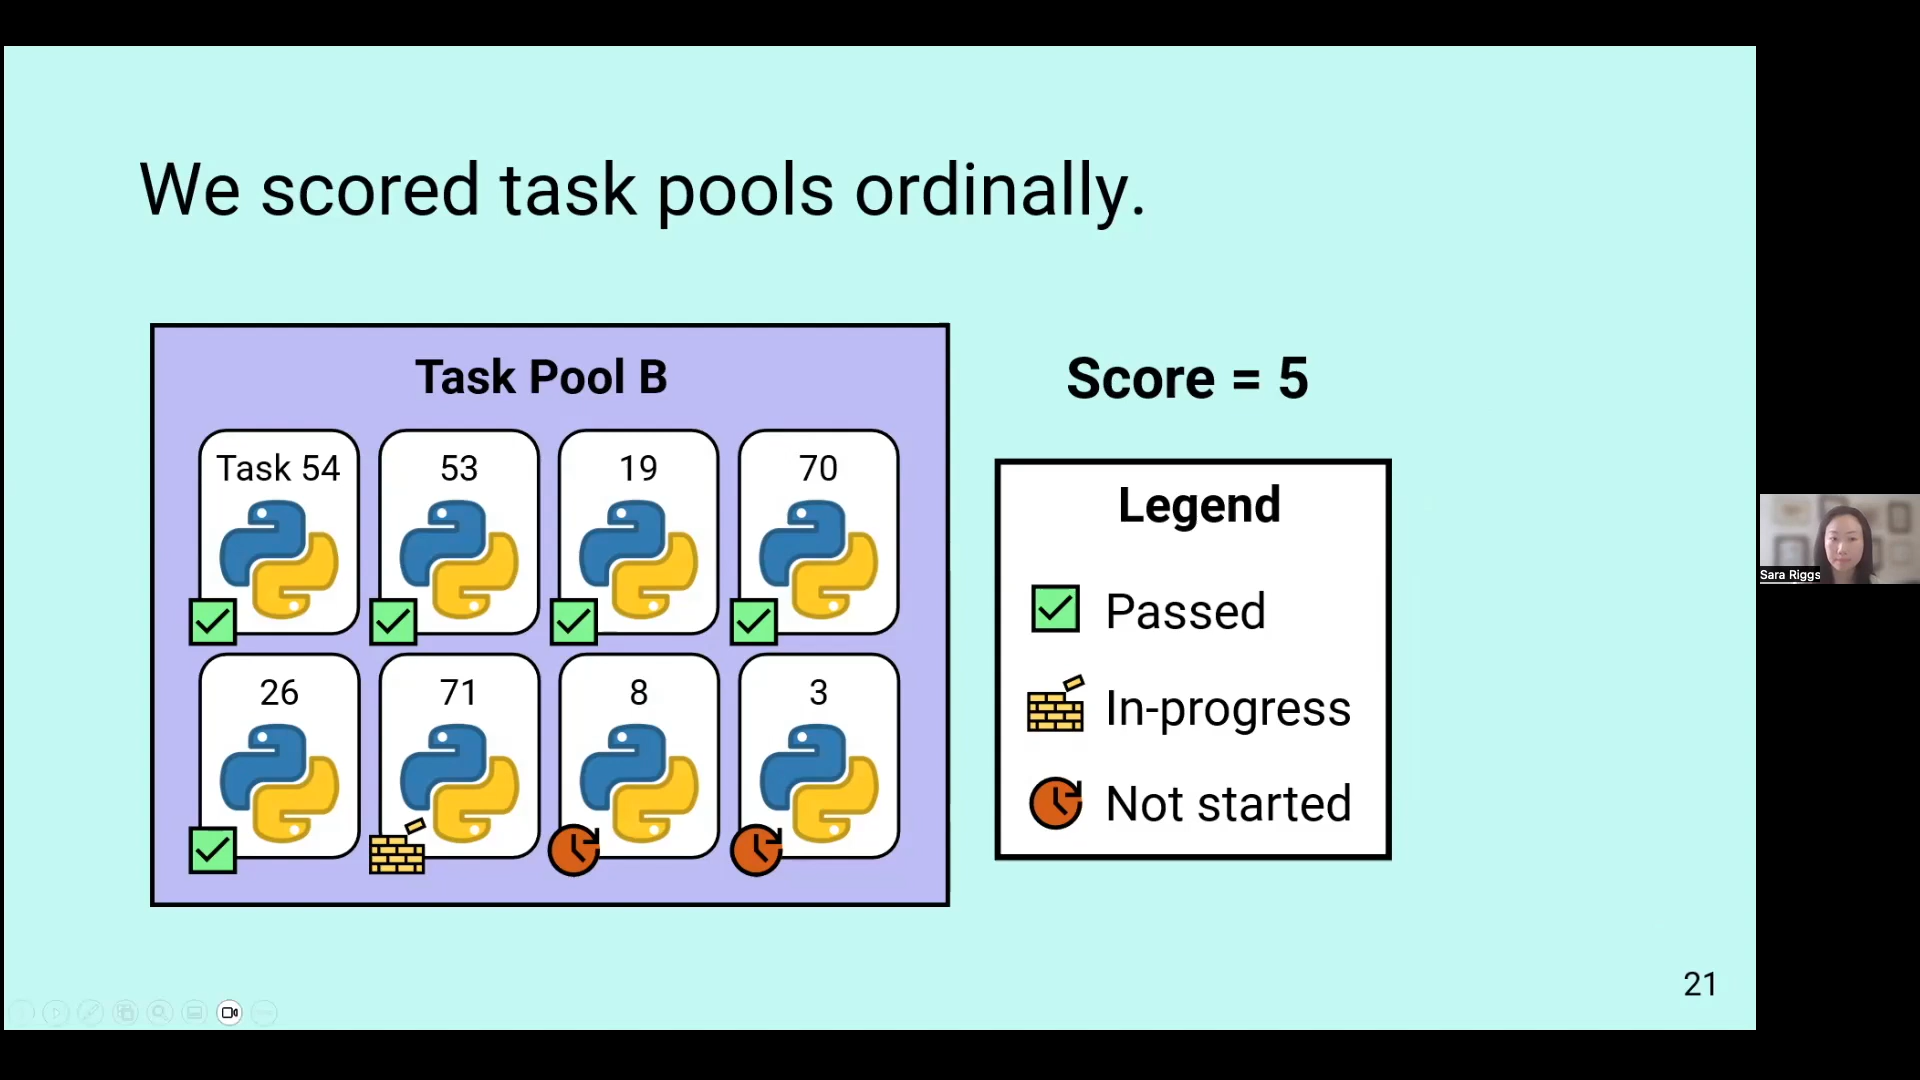 We scored task pools ordinally.
Task Pool B
Score = 5
Task 54
53
19
70
26
71
8
3
Legend
Passed
In-progress
Not started
Sara Riggs
21